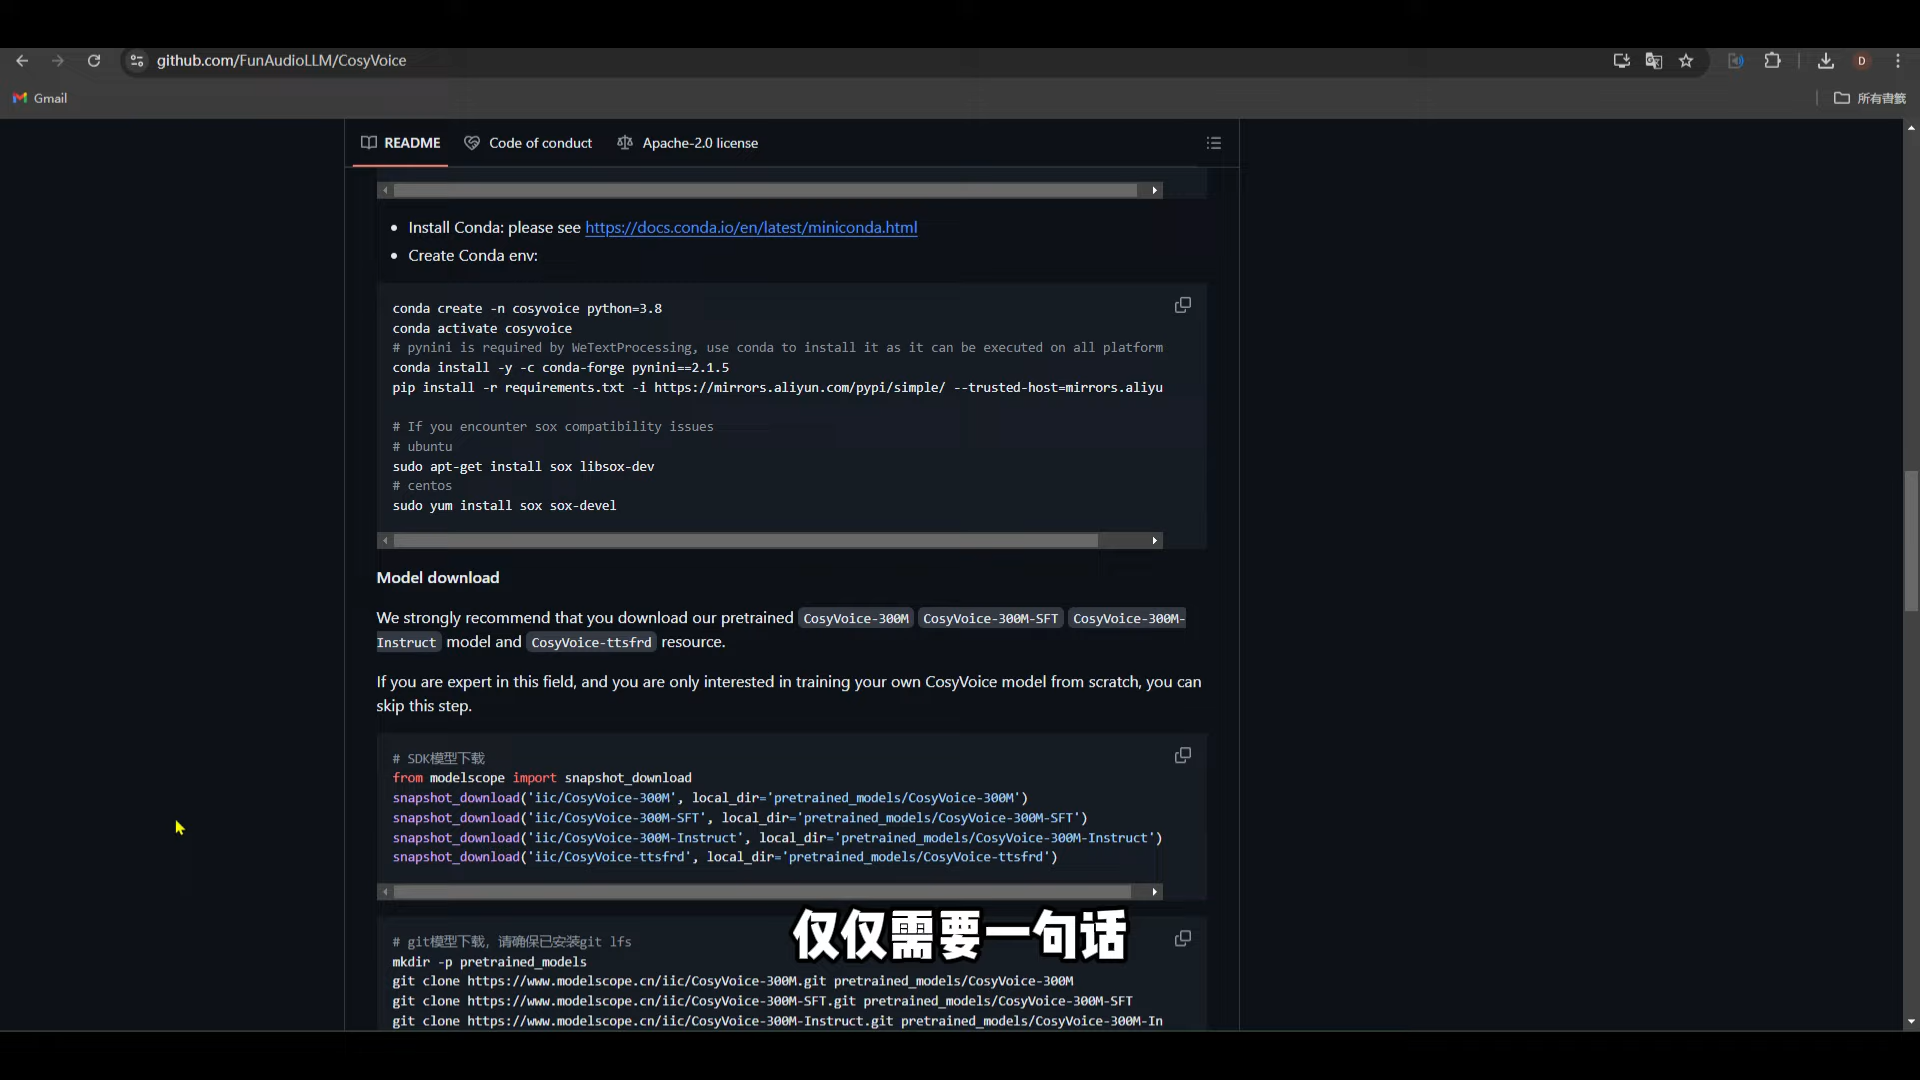 github.com/FunAudioLLM/CosyVoice
D
Gmail
所有書籤
README
Code of conduct
Apache-2.0 license
Install Conda: please see https://docs.conda.io/en/latest/miniconda.html
Create Conda env:
conda create -n cosyvoice python=3.8
conda activate cosyvoice
# pynini is required by WeTextProcessing, use conda to install it as it can be executed on all platform
conda install -y -c conda-forge pynini==2.1.5
pip install -r requirements.txt -i https://mirrors.aliyun.com/pypi/simple/ --trusted-host=mirrors.aliyu
# If you encounter sox compatibility issues
# ubuntu
sudo apt-get install sox libsox-dev
# centos
sudo yum install sox sox-devel
Model download
We strongly recommend that you download our pretrained CosyVoice-300M CosyVoice-300M-SFT CosyVoice-300M-
Instruct model and CosyVoice-ttsfrd resource.
If you are expert in this field, and you are only interested in training your own CosyVoice model from scratch, you can
skip this step.
# SDK模型下载
from modelscope import snapshot_download
snapshot_download('iic/CosyVoice-300M', local_dir='pretrained_models/CosyVoice-300M')
snapshot_download('iic/CosyVoice-300M-SFT', local_dir='pretrained_models/CosyVoice-300M-SFT')
snapshot_download('iic/CosyVoice-300M-Instruct', local_dir='pretrained_models/CosyVoice-300M-Instruct')
snapshot_download('iic/CosyVoice-ttsfrd', local_dir='pretrained_models/CosyVoice-ttsfrd')
仅仅需要一句话
# git模型下载，请确保已安装git lfs
mkdir -p pretrained_models
git clone https://www.modelscope.cn/iic/CosyVoice-300M.git pretrained_models/CosyVoice-300M
git clone https://www.modelscope.cn/iic/CosyVoice-300M-SFT.git pretrained_models/CosyVoice-300M-SFT
git clone https://www.modelscope.cn/iic/CosyVoice-300M-Instruct.git pretrained_models/CosyVoice-300M-In